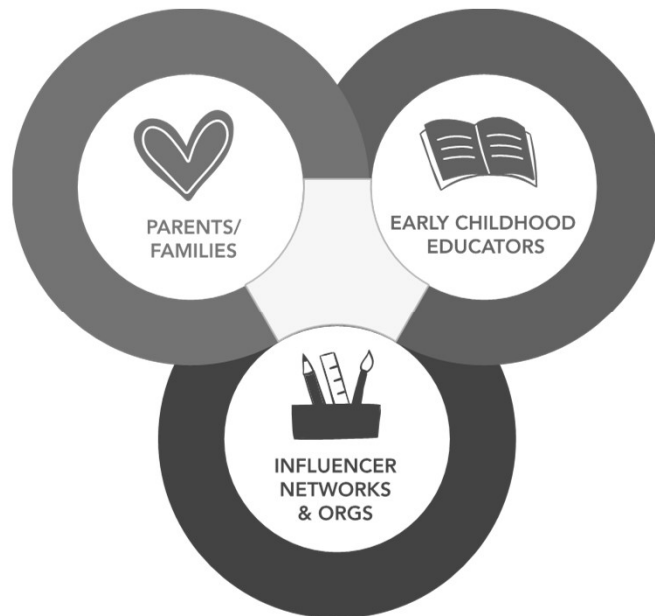 PARENTS/
FAMILIES
EARLY CHILDHOOD
EDUCATORS
INFLUENCER
NETWORKS
& ORGS